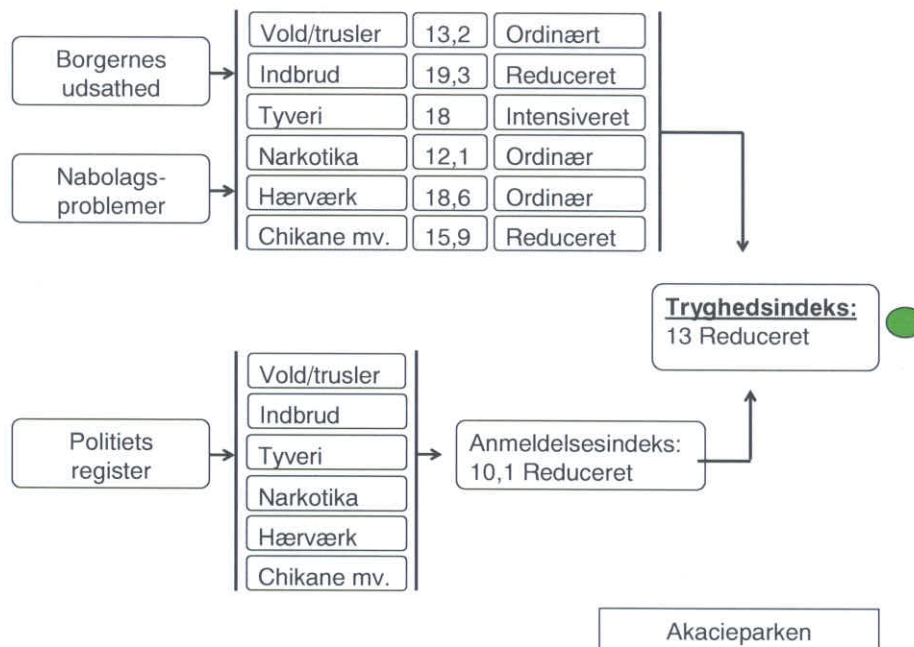 Borgernes
udsathed
Nabolags-
problemer
Vold/trusler 13,2 Ordinært
Indbrud 19,3 Reduceret
Tyveri 18 Intensiveret
Narkotika 12,1 Ordinær
Hærværk 18,6 Ordinær
Chikane mv. 15,9 Reduceret
Tryghedsindeks:
13 Reduceret
Politiets
register
Vold/trusler
Indbrud
Tyveri
Narkotika
Hærværk
Chikane mv.
Anmeldelsesindeks:
10,1 Reduceret
Akacieparken